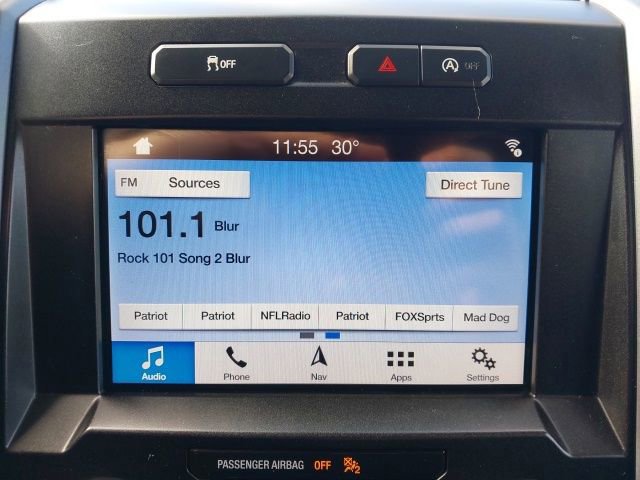 OFF
A OFF
11:55 30°
FM Sources Direct Tune
101.1 Blur
Rock 101 Song 2 Blur
Patriot Patriot NFLRadio Patriot FOXSprts Mad Dog
Audio Phone Nav Apps Settings
PASSENGER AIRBAG OFF 2